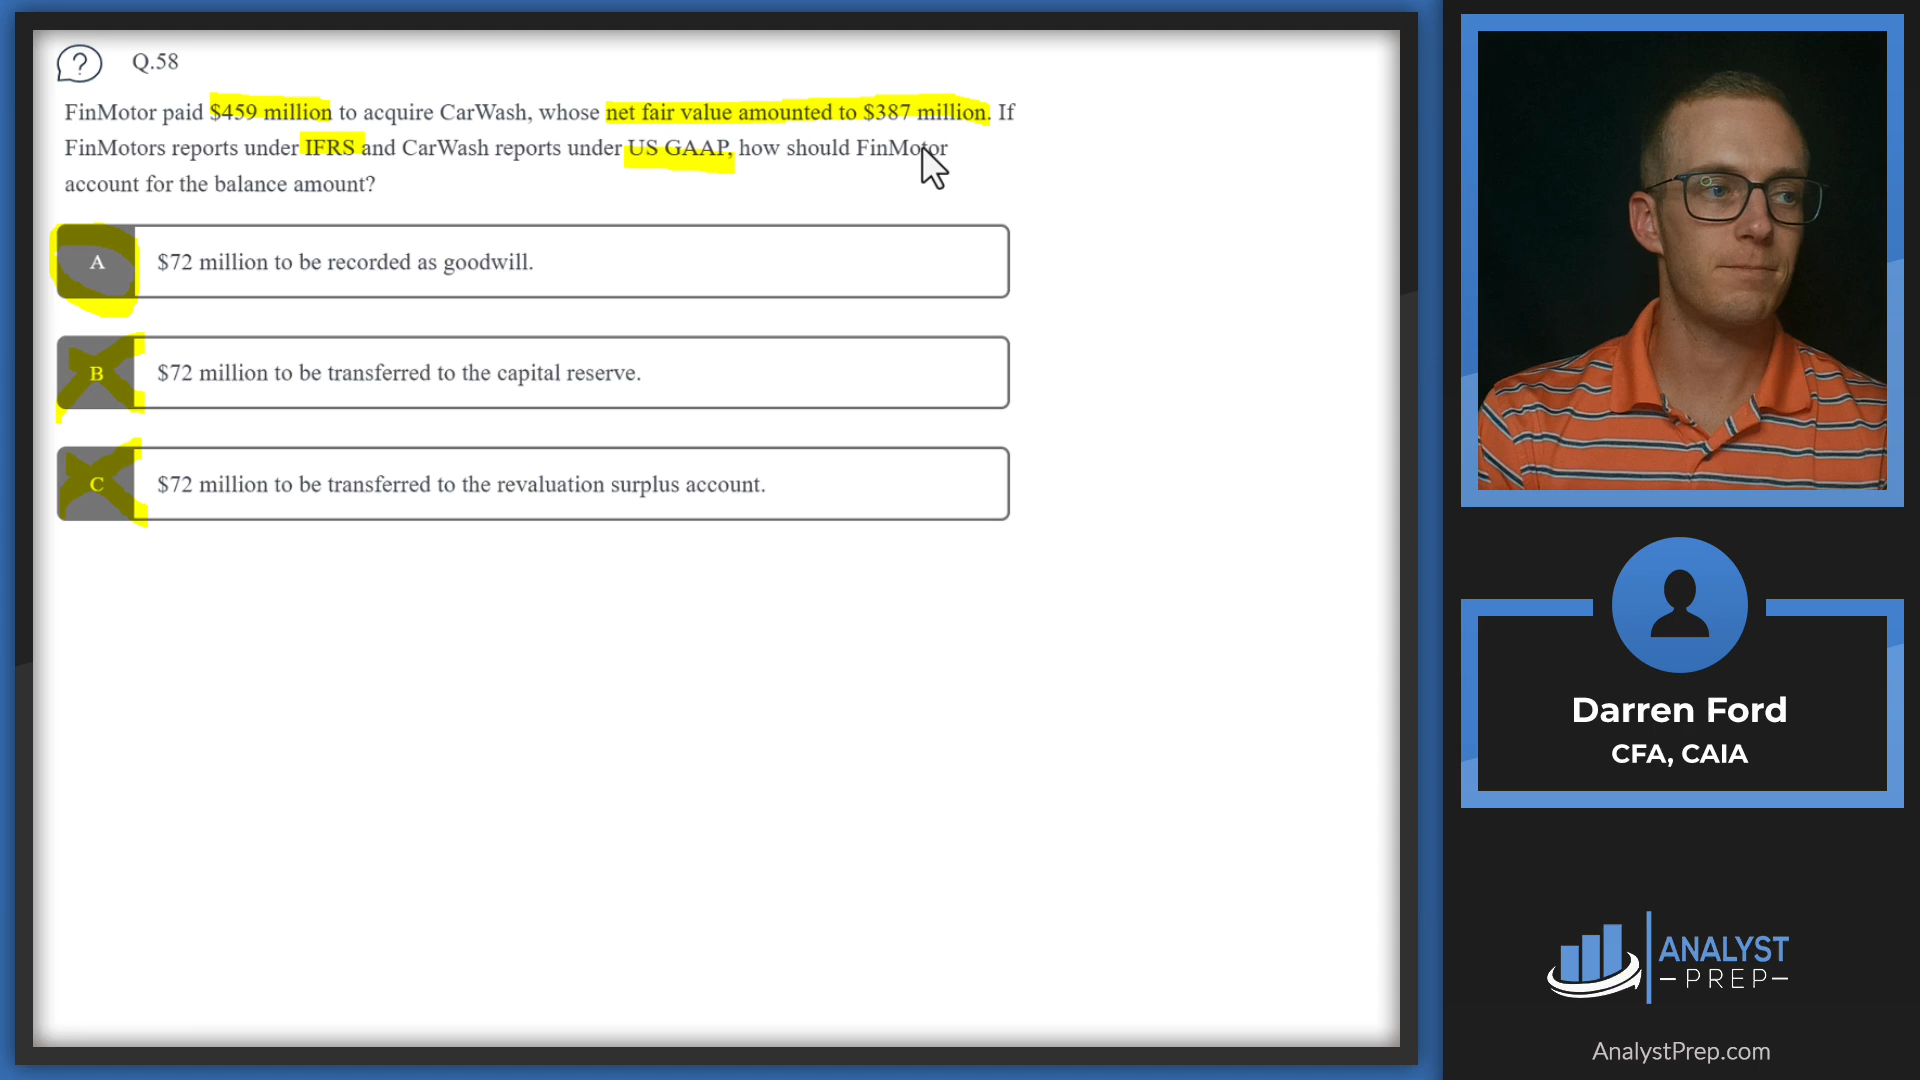 ?
Q.58
FinMotor paid $459 million to acquire CarWash, whose net fair value amounted to $387 million. If
FinMotors reports under IFRS and CarWash reports under US GAAP, how should FinMotor
account for the balance amount?
A
$72 million to be recorded as goodwill.
B
$72 million to be transferred to the capital reserve.
C
$72 million to be transferred to the revaluation surplus account.
Darren Ford
CFA, CAIA
ANALYST
PREP
AnalystPrep.com